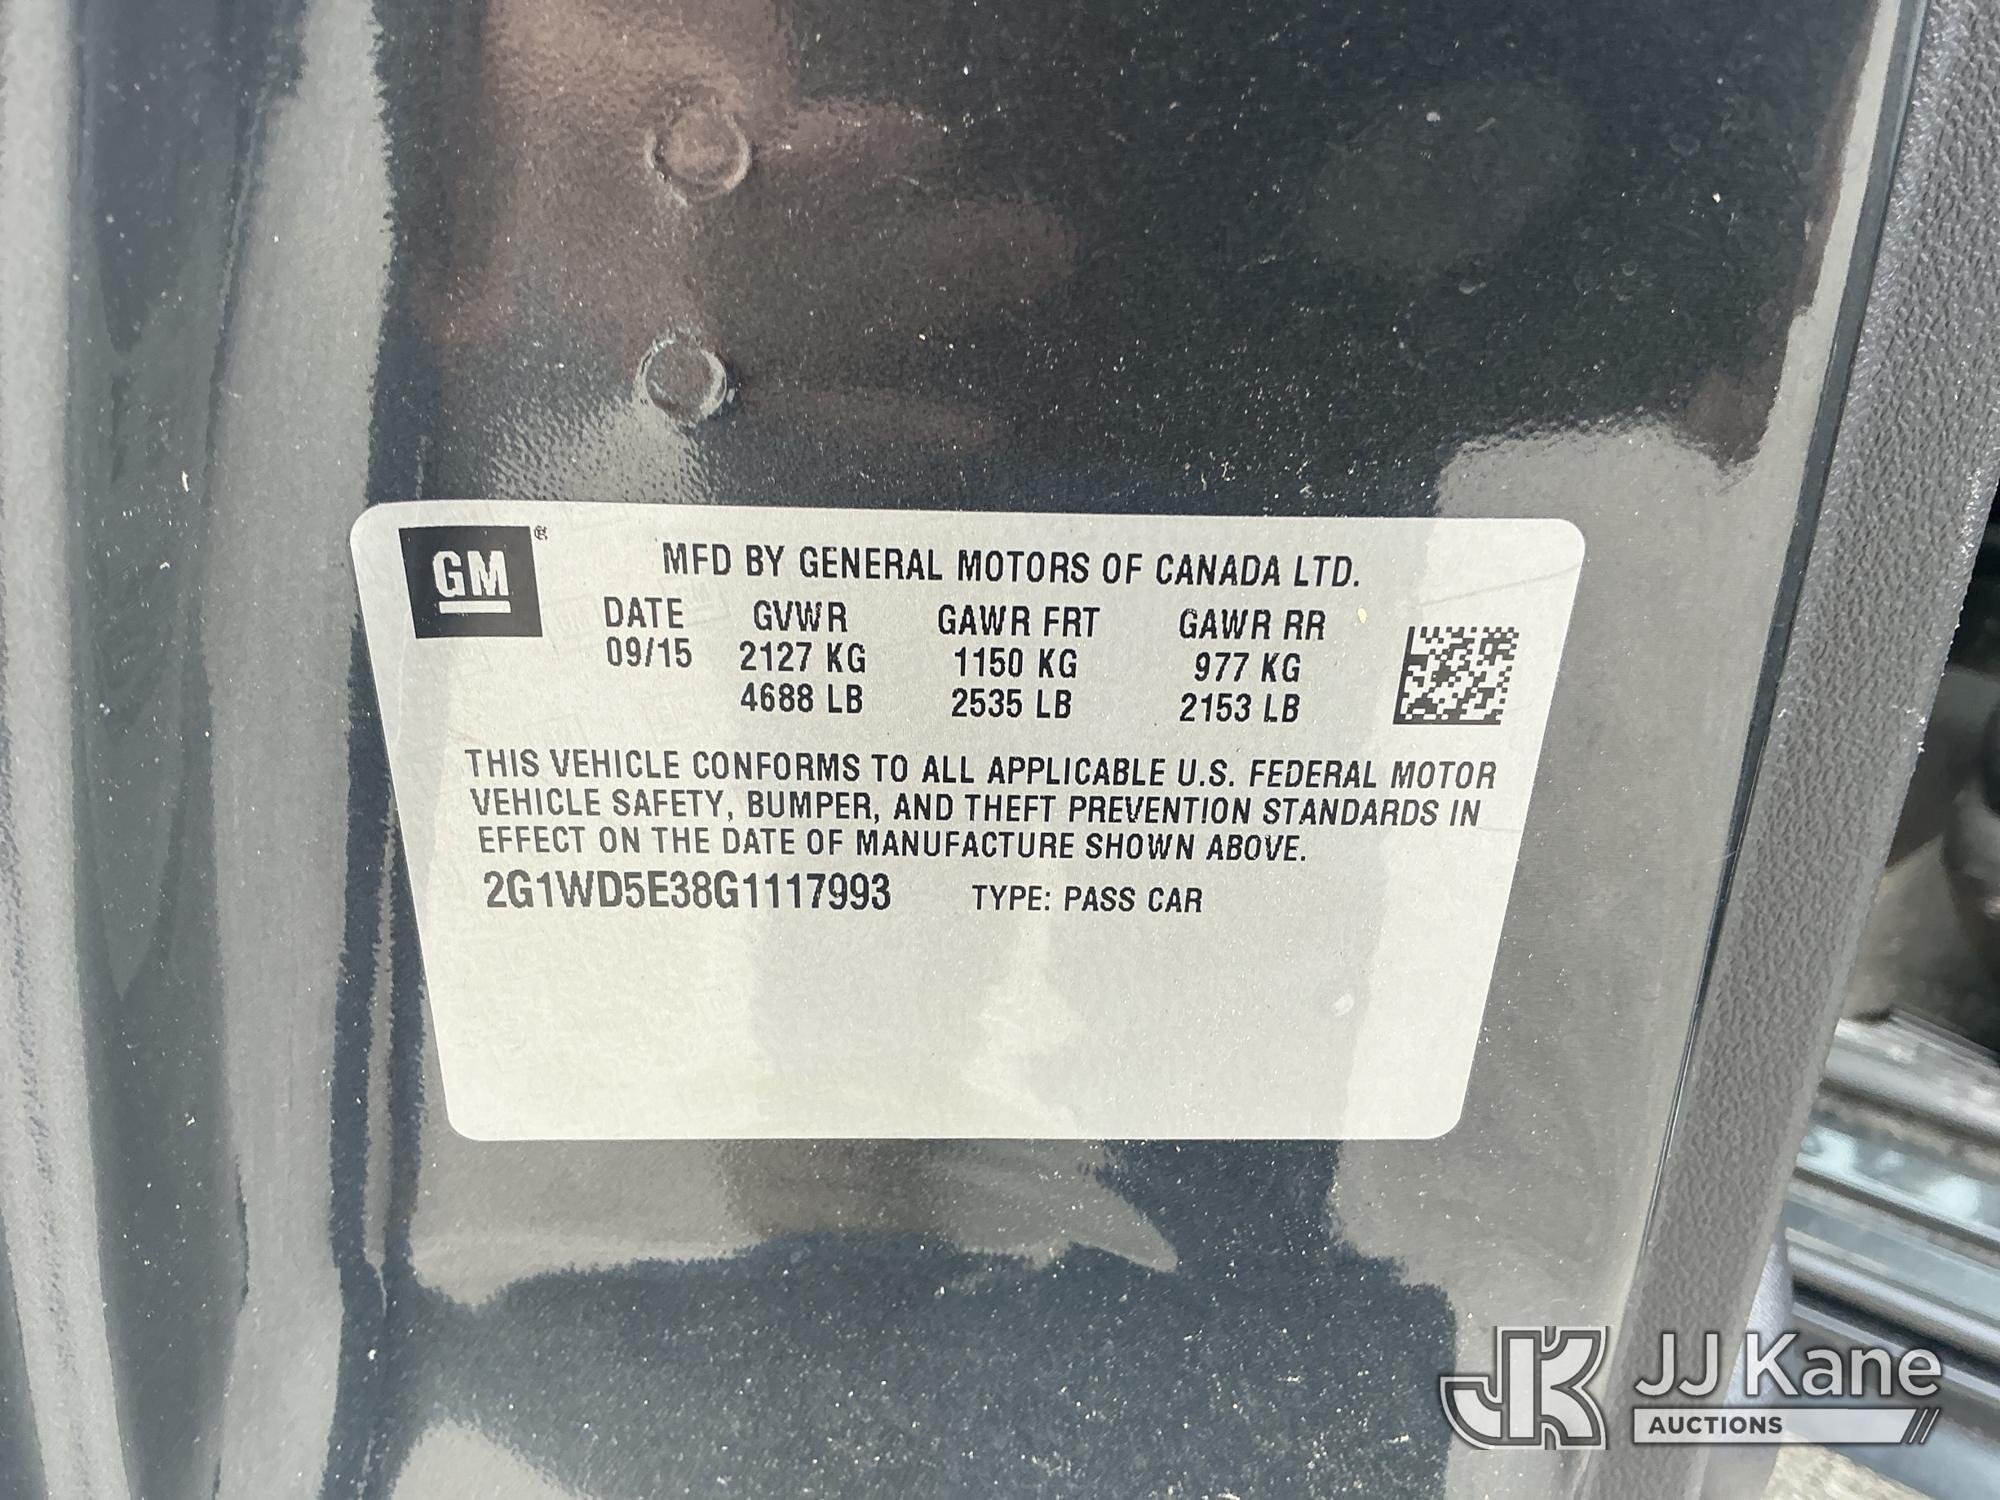 GM®
MFD BY GENERAL MOTORS OF CANADA LTD.
DATE GVWR GAWR FRT GAWR RR
09/15 2127 KG 1150 KG 977 KG
4688 LB 2535 LB 2153 LB
THIS VEHICLE CONFORMS TO ALL APPLICABLE U.S. FEDERAL MOTOR
VEHICLE SAFETY, BUMPER, AND THEFT PREVENTION STANDARDS IN
EFFECT ON THE DATE OF MANUFACTURE SHOWN ABOVE.
2G1WD5E38G1117993 TYPE: PASS CAR
JK JJ Kane
AUCTIONS